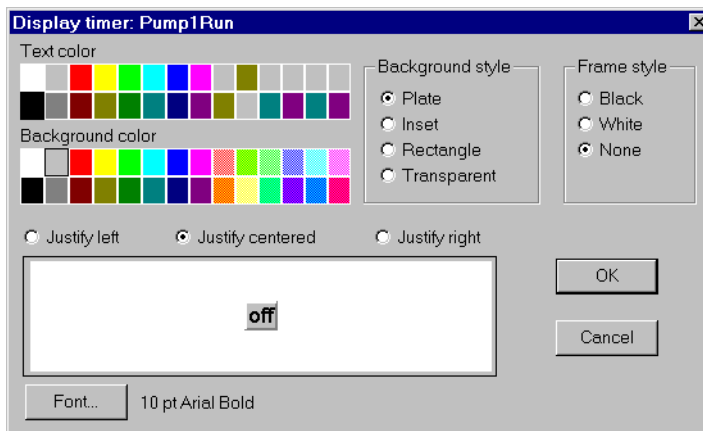 Display timer: Pump1Run
Text color
Background style
Frame style
Plate
Black
Inset
White
Background color
Rectangle
None
Transparent
Justify left
Justify centered
Justify right
OK
off
Cancel
Font...
10 pt Arial Bold